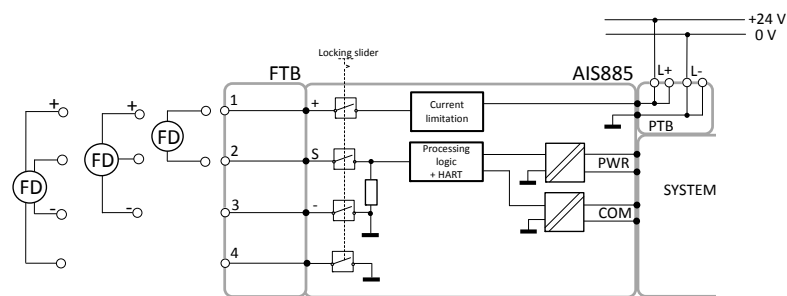 +24 V
0 V
Locking slider
FTB
AIS885
L+
L-
PTB
1
+
Current
limitation
+
+
FD
FD
FD
2
S
Processing
logic
+ HART
PWR
SYSTEM
-
-
3
-
COM
4